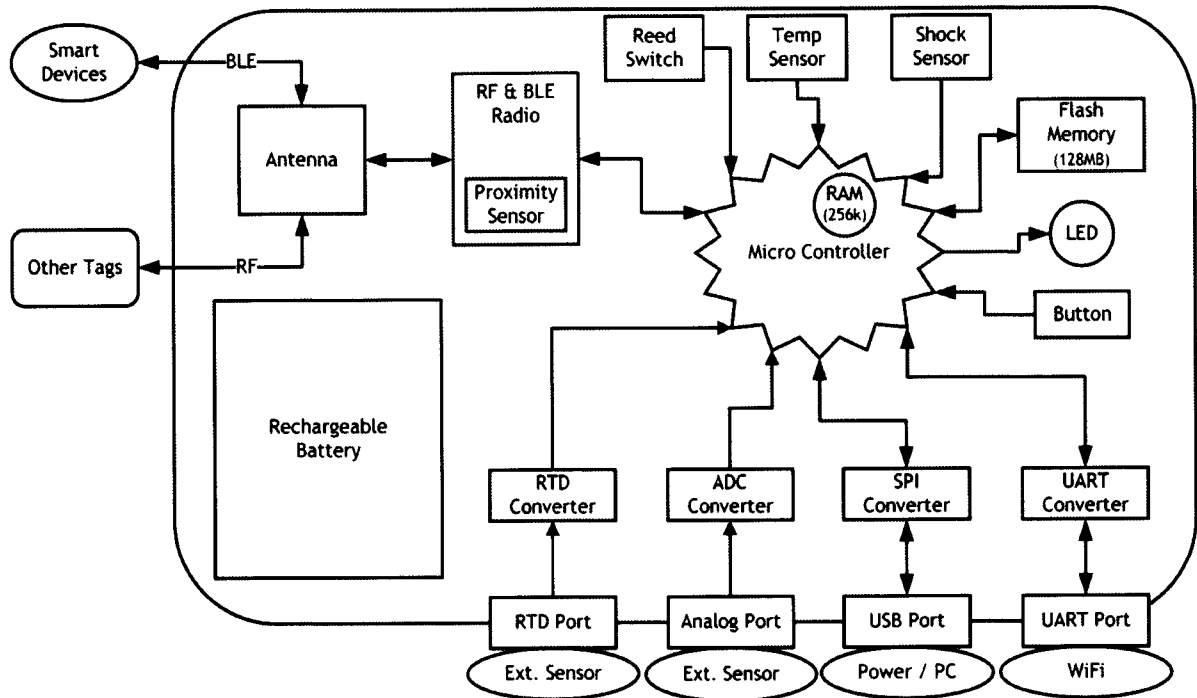 Smart
Devices
BLE
Reed
Switch
Temp
Sensor
Shock
Sensor
RF & BLE
Radio
Antenna
Proximity
Sensor
Flash
Memory
(128MB)
RAM
(256k)
Micro Controller
LED
Other Tags
RF
Button
Rechargeable
Battery
RTD
Converter
ADC
Converter
SPI
Converter
UART
Converter
RTD Port
Analog Port
USB Port
UART Port
Ext. Sensor
Ext. Sensor
Power / PC
WiFi